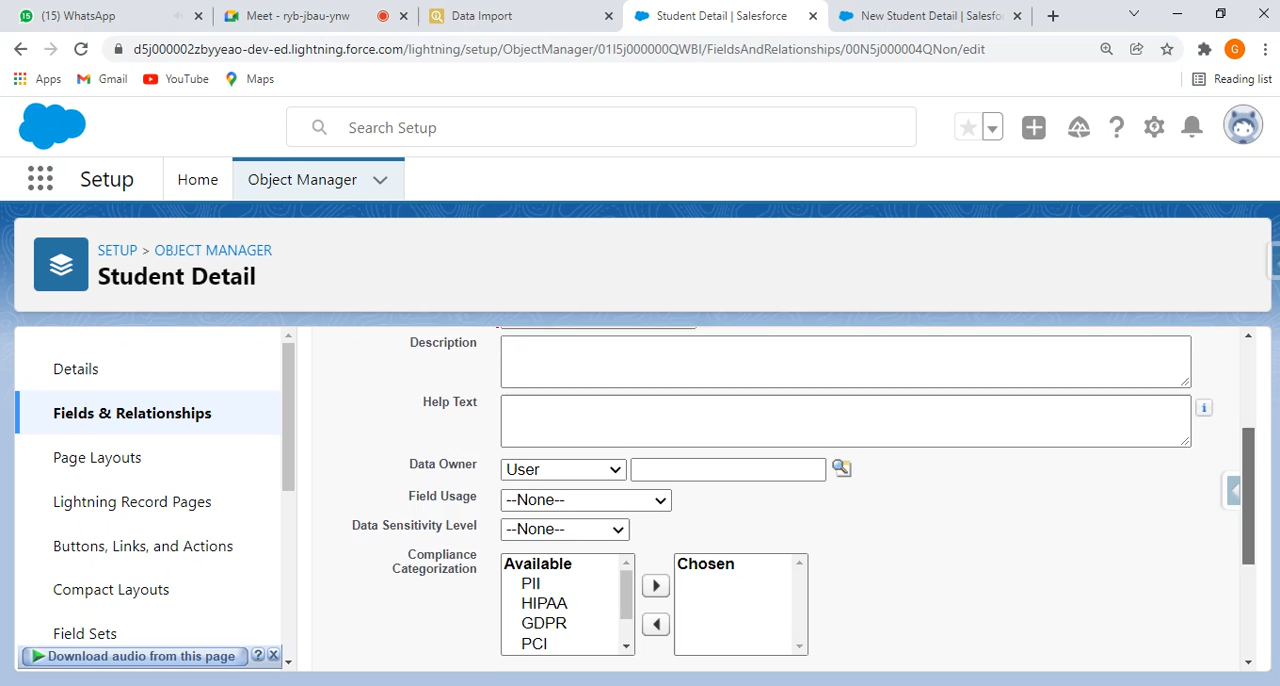 (15) WhatsApp
Meet - ryb-jbau-ynw
Data Import
Student Detail | Salesforce
New Student Detail | Salesfo
d5j000002zbyyeao-dev-ed.lightning.force.com/lightning/setup/ObjectManager/01I5j000000QWBI/FieldsAndRelationships/00N5j000004QNon/edit
G
Apps
Gmail
YouTube
Maps
Reading list
Search Setup
Setup
Home
Object Manager
SETUP > OBJECT MANAGER
Student Detail
Details
Fields & Relationships
Page Layouts
Lightning Record Pages
Buttons, Links, and Actions
Compact Layouts
Field Sets
Download audio from this page
Description
Help Text
Data Owner
User
Field Usage
--None--
Data Sensitivity Level
--None--
Compliance
Categorization
Available
PII
HIPAA
GDPR
PCI
Chosen